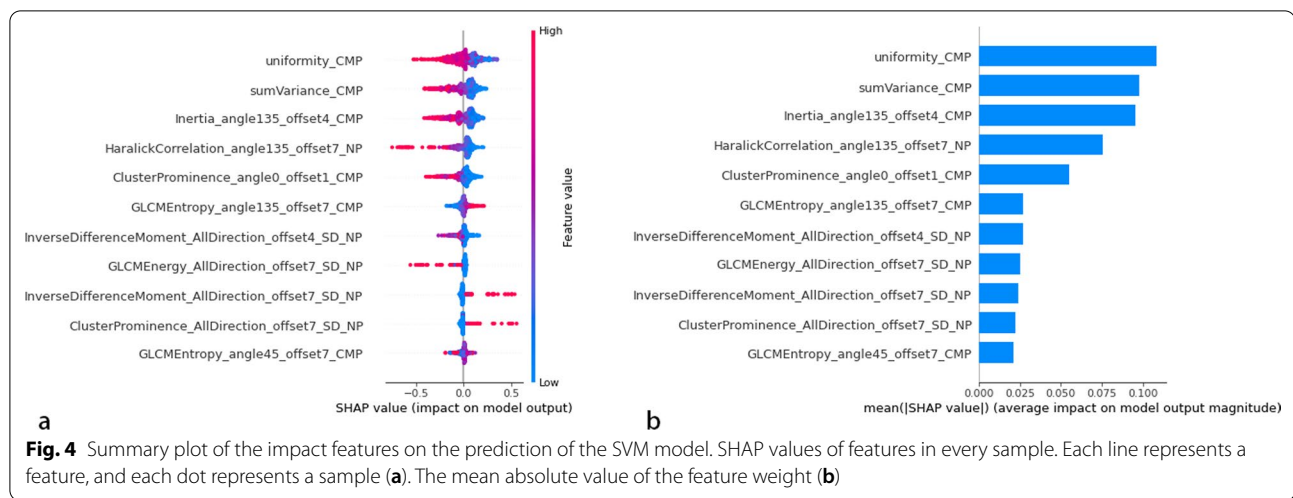 High
uniformity_CMP
sumVariance_CMP
Inertia_angle135_offset4_CMP
HaralickCorrelation_angle135_offset7_NP
ClusterProminence_angle0_offset1_CMP
GLCMEntropy_angle135_offset7_CMP
InverseDifferenceMoment_AllDirection_offset4_SD_NP
GLCMEnergy_AllDirection_offset7_SD_NP
InverseDifferenceMoment_AllDirection_offset7_SD_NP
ClusterProminence_AllDirection_offset7_SD_NP
GLCMEntropy_angle45_offset7_CMP
Feature value
Low
−0.5 0.0 0.5
SHAP value (impact on model output)
a
uniformity_CMP
sumVariance_CMP
Inertia_angle135_offset4_CMP
HaralickCorrelation_angle135_offset7_NP
ClusterProminence_angle0_offset1_CMP
GLCMEntropy_angle135_offset7_CMP
InverseDifferenceMoment_AllDirection_offset4_SD_NP
GLCMEnergy_AllDirection_offset7_SD_NP
InverseDifferenceMoment_AllDirection_offset7_SD_NP
ClusterProminence_AllDirection_offset7_SD_NP
GLCMEntropy_angle45_offset7_CMP
0.000 0.025 0.050 0.075 0.100
mean(|SHAP value|) (average impact on model output magnitude)
b
Fig. 4 Summary plot of the impact features on the prediction of the SVM model. SHAP values of features in every sample. Each line represents a
feature, and each dot represents a sample (a). The mean absolute value of the feature weight (b)